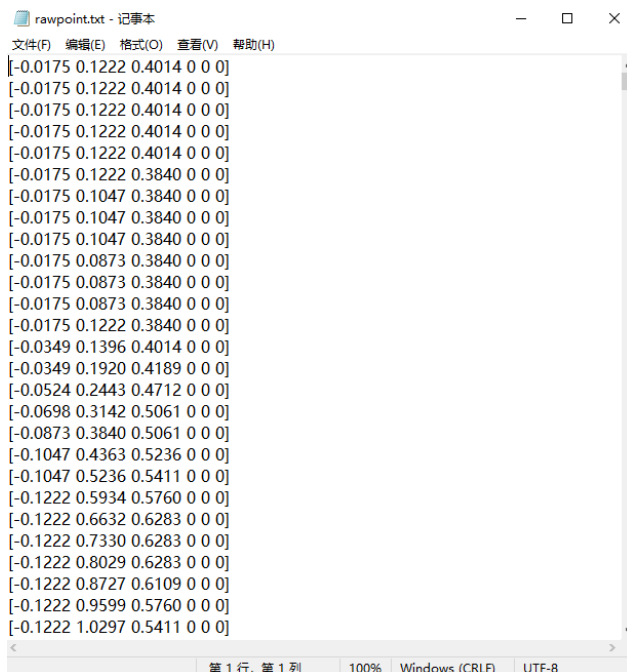 rawpoint.txt - 记事本
文件(F) 编辑(E) 格式(O) 查看(V) 帮助(H)
[-0.0175 0.1222 0.4014 0 0 0]
[-0.0175 0.1222 0.4014 0 0 0]
[-0.0175 0.1222 0.4014 0 0 0]
[-0.0175 0.1222 0.4014 0 0 0]
[-0.0175 0.1222 0.4014 0 0 0]
[-0.0175 0.1222 0.3840 0 0 0]
[-0.0175 0.1047 0.3840 0 0 0]
[-0.0175 0.1047 0.3840 0 0 0]
[-0.0175 0.1047 0.3840 0 0 0]
[-0.0175 0.0873 0.3840 0 0 0]
[-0.0175 0.0873 0.3840 0 0 0]
[-0.0175 0.0873 0.3840 0 0 0]
[-0.0175 0.1222 0.3840 0 0 0]
[-0.0349 0.1396 0.4014 0 0 0]
[-0.0349 0.1920 0.4189 0 0 0]
[-0.0524 0.2443 0.4712 0 0 0]
[-0.0698 0.3142 0.5061 0 0 0]
[-0.0873 0.3840 0.5061 0 0 0]
[-0.1047 0.4363 0.5236 0 0 0]
[-0.1047 0.5236 0.5411 0 0 0]
[-0.1222 0.5934 0.5760 0 0 0]
[-0.1222 0.6632 0.6283 0 0 0]
[-0.1222 0.7330 0.6283 0 0 0]
[-0.1222 0.8029 0.6283 0 0 0]
[-0.1222 0.8727 0.6109 0 0 0]
[-0.1222 0.9599 0.5760 0 0 0]
[-0.1222 1.0297 0.5411 0 0 0]
第 1 行，第 1 列 100% Windows (CRLF) UTF-8